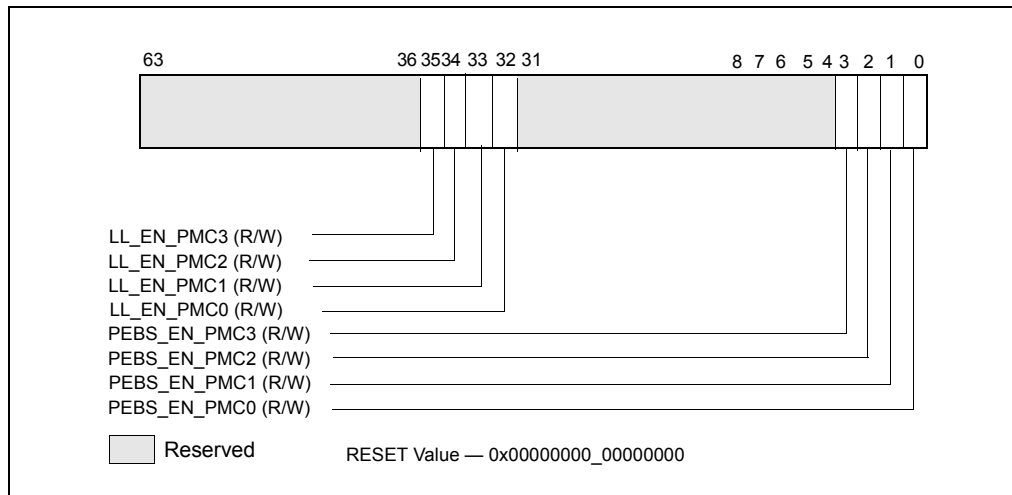 63 36 35 34 33 32 31 8 7 6 5 4 3 2 1 0
LL_EN_PMC3 (R/W)
LL_EN_PMC2 (R/W)
LL_EN_PMC1 (R/W)
LL_EN_PMC0 (R/W)
PEBS_EN_PMC3 (R/W)
PEBS_EN_PMC2 (R/W)
PEBS_EN_PMC1 (R/W)
PEBS_EN_PMC0 (R/W)
Reserved RESET Value — 0x00000000_00000000